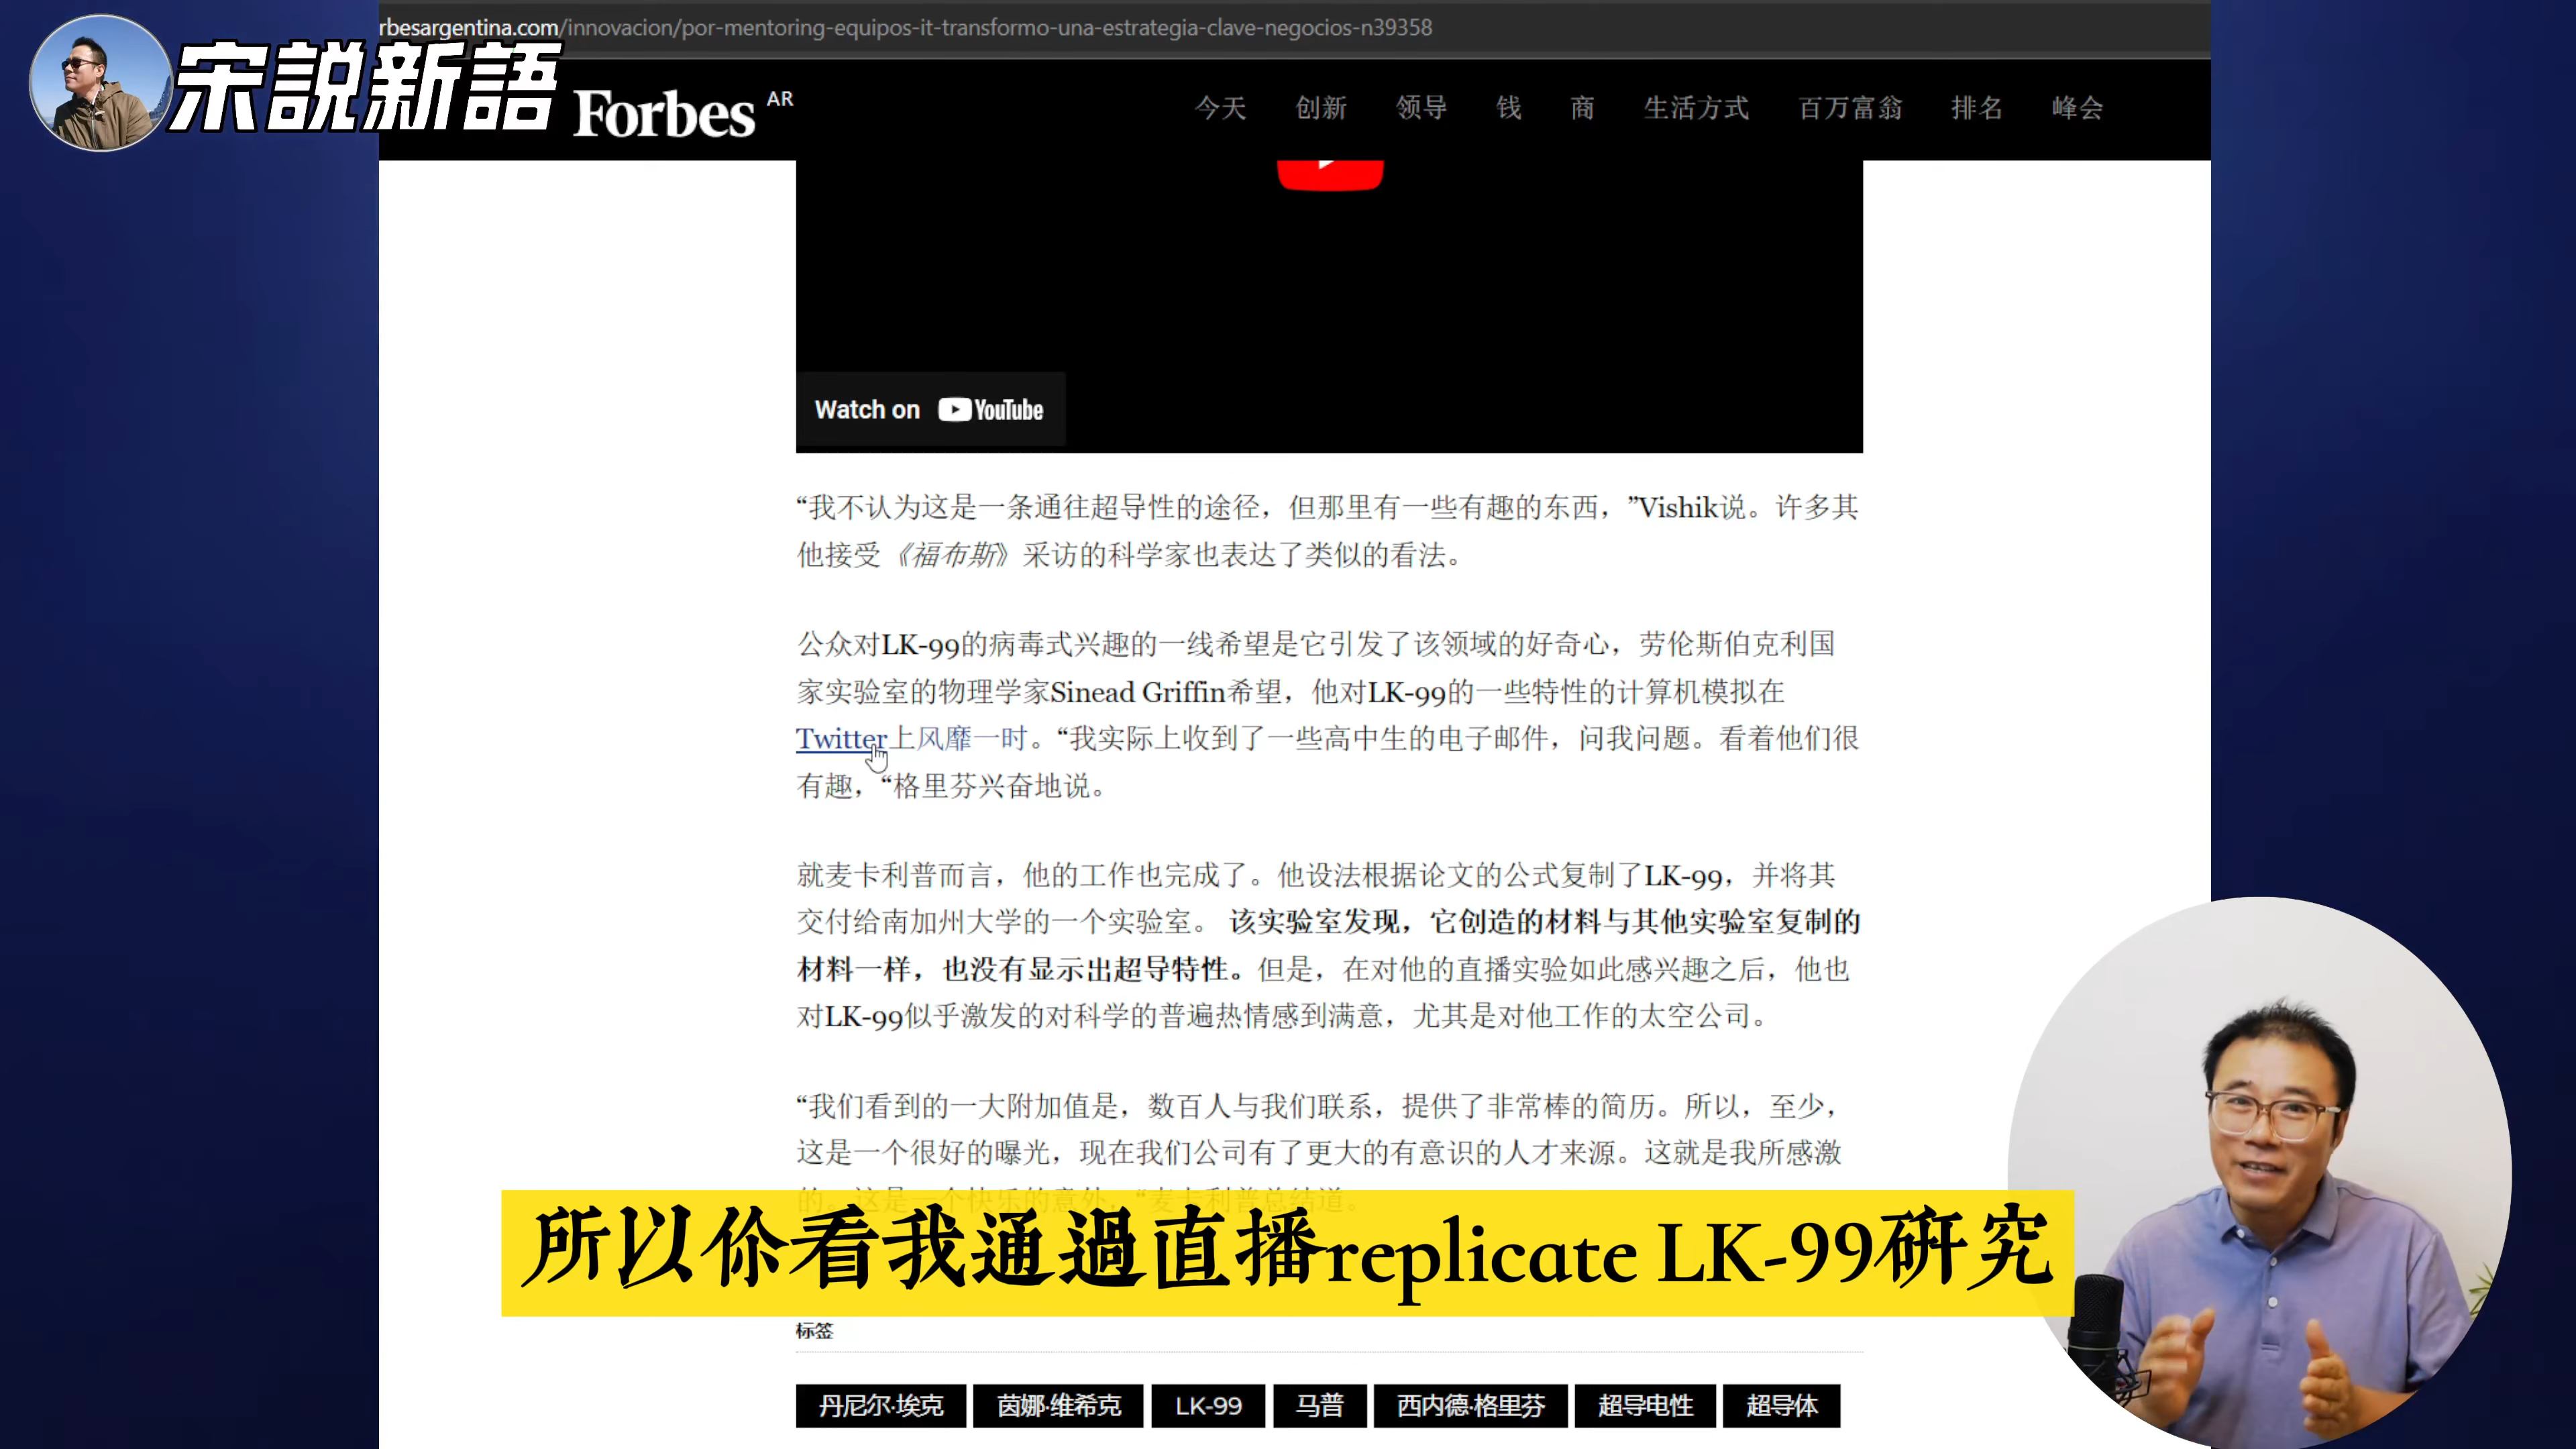 rbesargentina.com/innovacion/por-mentoring-equipos-it-transformo-una-estrategia-clave-negocios-n39358
宋説新語
Forbes AR
今天 创新 领导 钱 商 生活方式 百万富翁 排名 峰会
Watch on YouTube
“我不认为这是一条通往超导性的途径，但那里有一些有趣的东西，”Vishik说。许多其
他接受《福布斯》采访的科学家也表达了类似的看法。
公众对LK-99的病毒式兴趣的一线希望是它引发了该领域的好奇心，劳伦斯伯克利国
家实验室的物理学家Sinead Griffin希望，他对LK-99的一些特性的计算机模拟在
Twitter上风靡一时。“我实际上收到了一些高中生的电子邮件，问我问题。看着他们很
有趣，“格里芬兴奋地说。
就麦卡利普而言，他的工作也完成了。他设法根据论文的公式复制了LK-99，并将其
交付给南加州大学的一个实验室。 该实验室发现，它创造的材料与其他实验室复制的
材料一样，也没有显示出超导特性。但是，在对他的直播实验如此感兴趣之后，他也
对LK-99似乎激发的对科学的普遍热情感到满意，尤其是对他工作的太空公司。
“我们看到的一大附加值是，数百人与我们联系，提供了非常棒的简历。所以，至少，
这是一个很好的曝光，现在我们公司有了更大的有意识的人才来源。这就是我所感激
的。这是一个快乐的意外，“麦卡利普总结道。
所以你看我通過直播replicate LK-99研究
标签
丹尼尔·埃克 茵娜·维希克 LK-99 马普 西内德·格里芬 超导电性 超导体